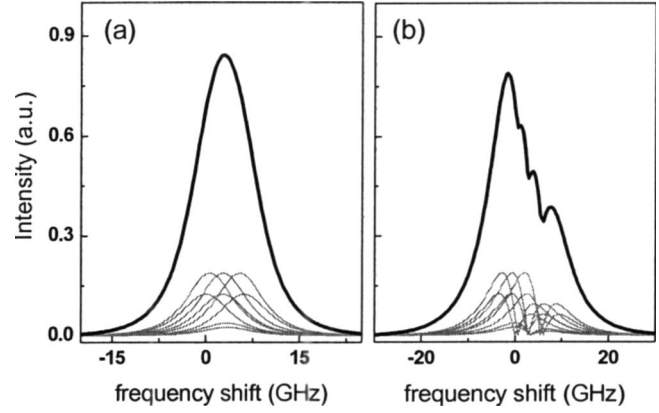 (a)
(b)
Intensity (a.u.)
0.9
0.6
0.3
0.0
-15 0 15
-20 0 20
frequency shift (GHz)
frequency shift (GHz)